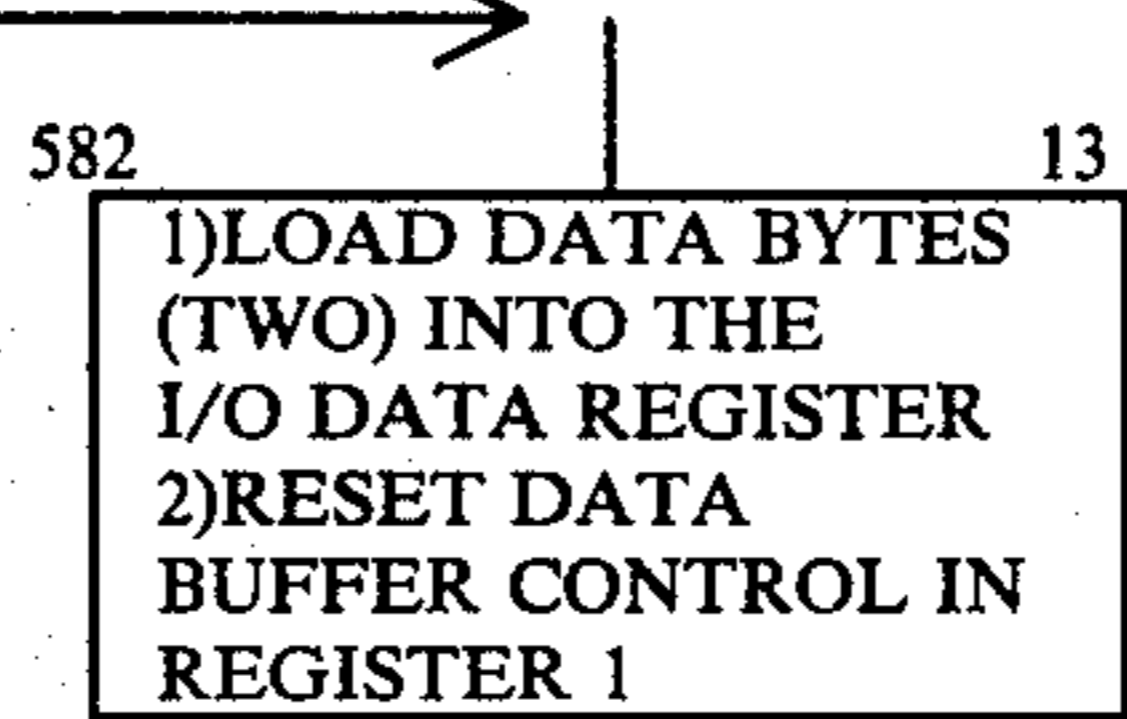 582 13
1)LOAD DATA BYTES
(TWO) INTO THE
I/O DATA REGISTER
2)RESET DATA
BUFFER CONTROL IN
REGISTER 1